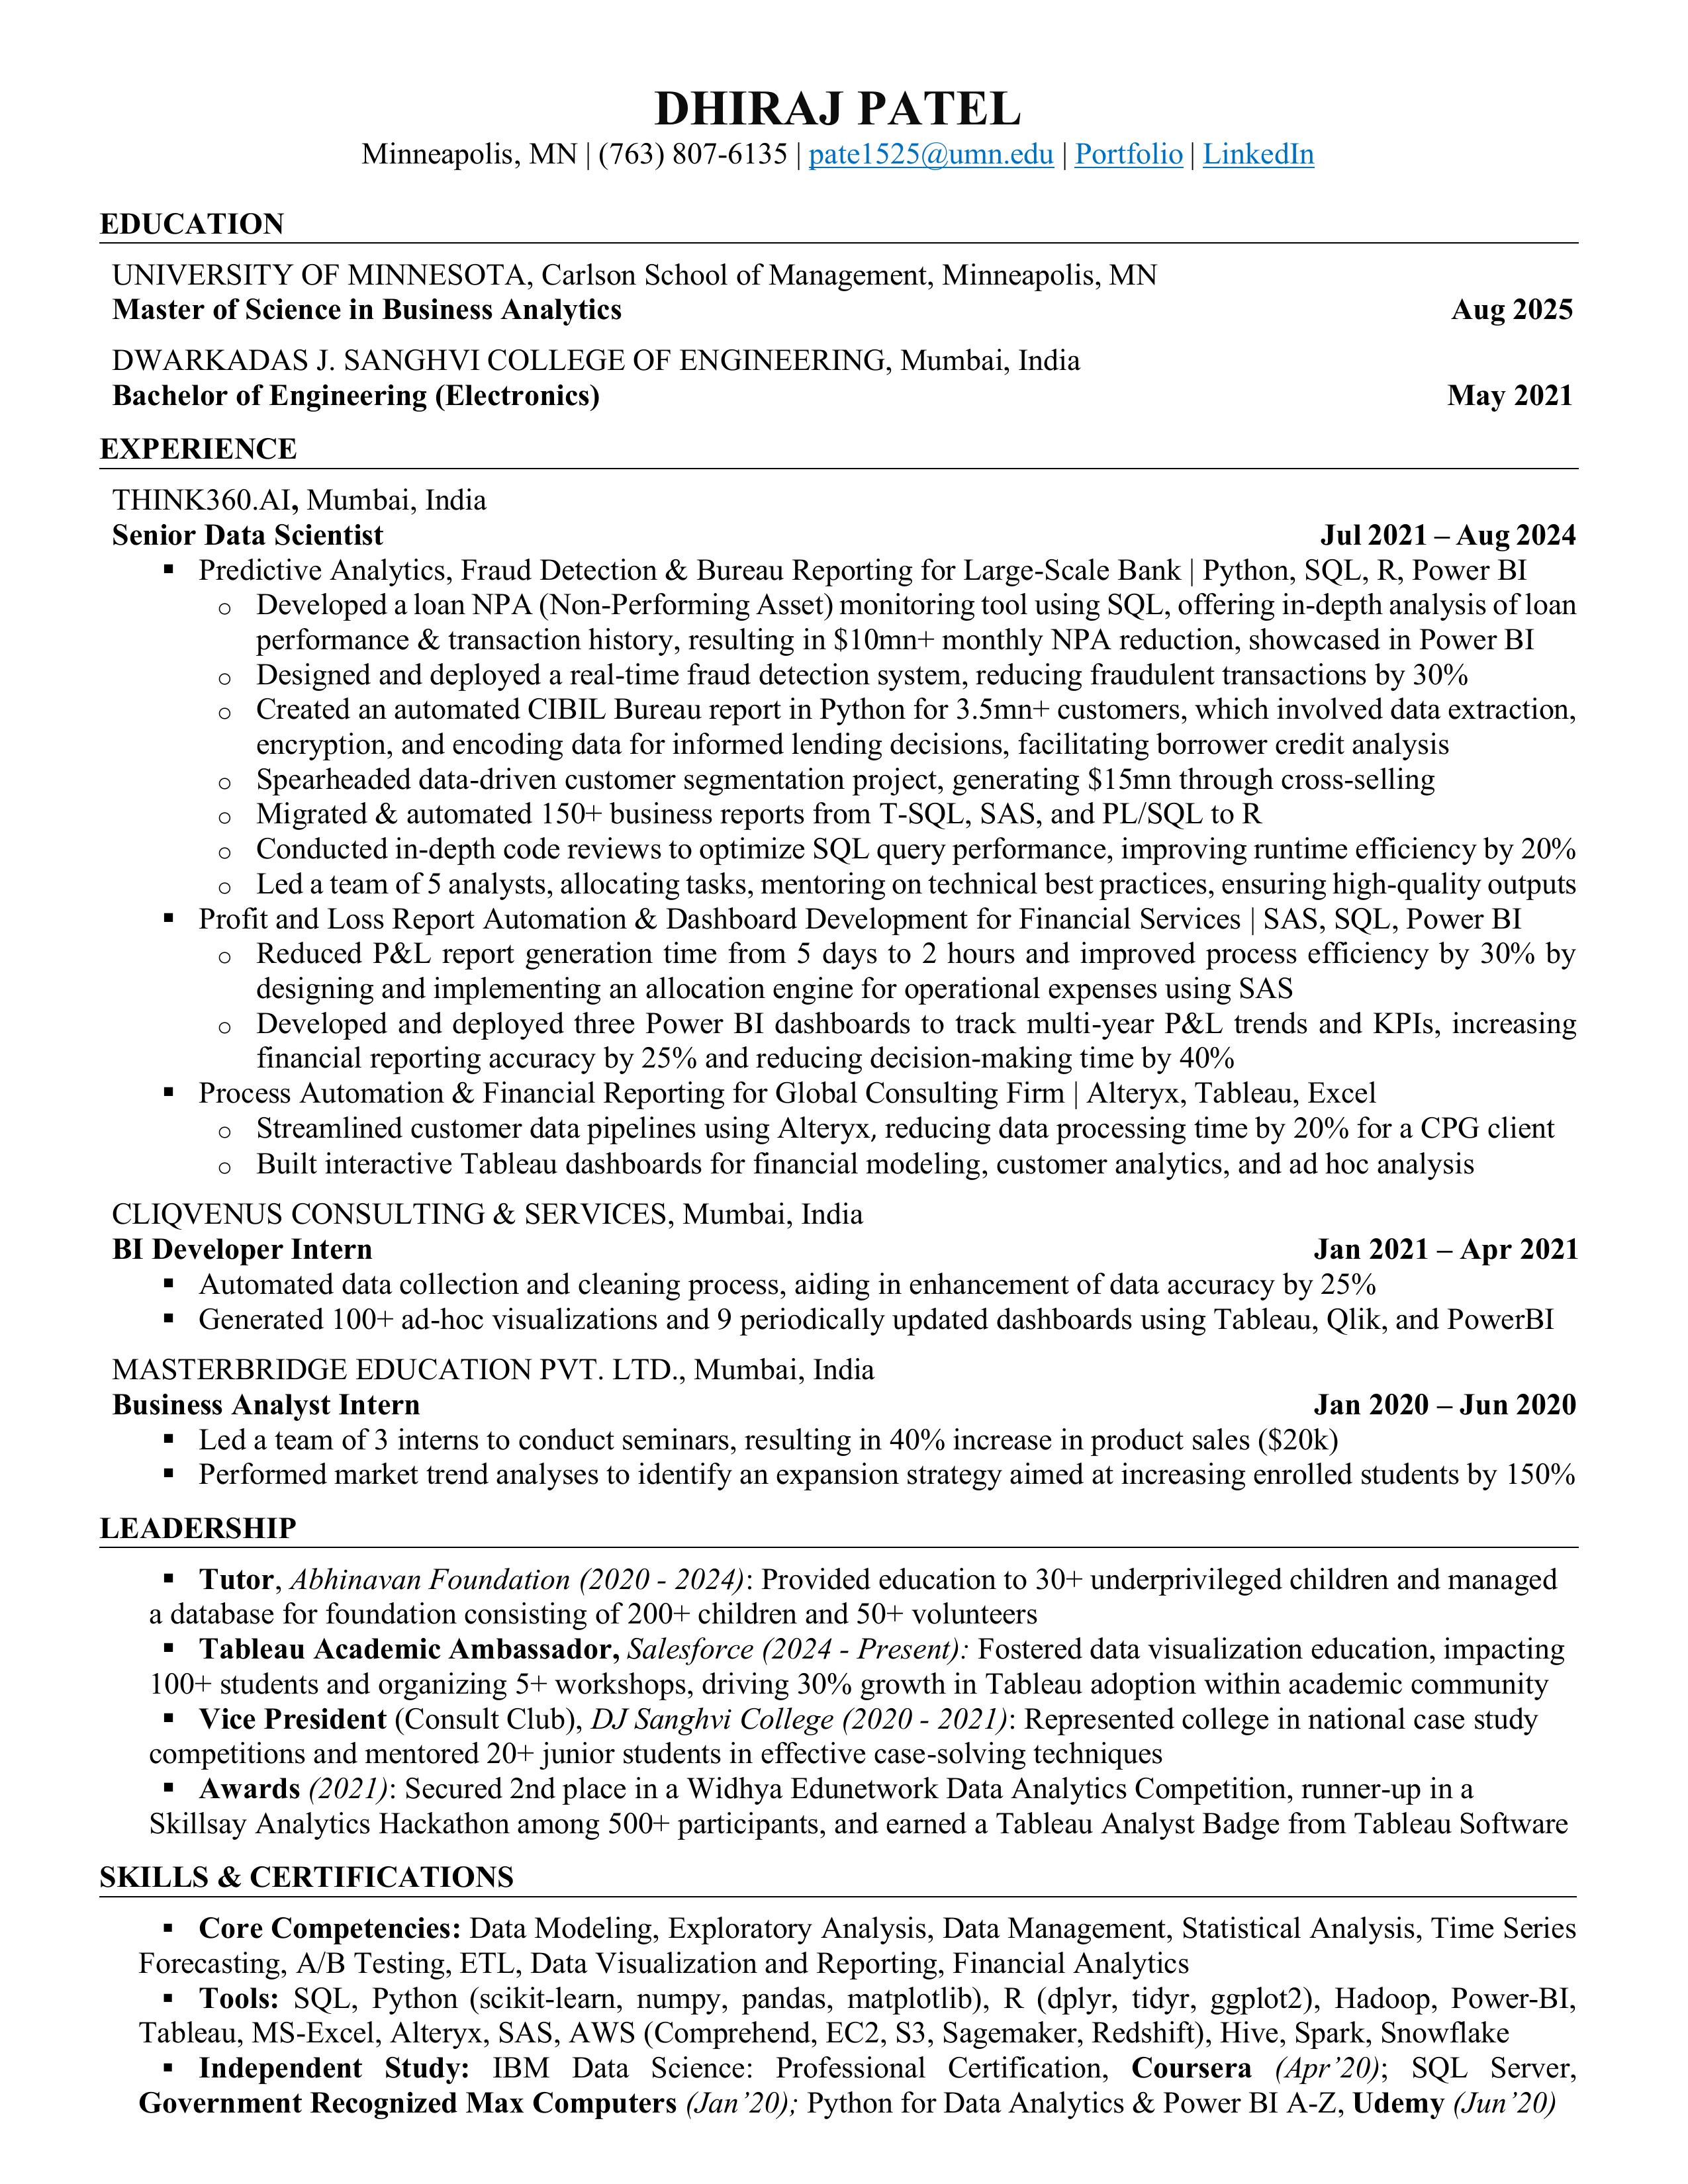 DHIRAJ PATEL
Minneapolis, MN | (763) 807-6135 | pate1525@umn.edu | Portfolio | LinkedIn
EDUCATION
UNIVERSITY OF MINNESOTA, Carlson School of Management, Minneapolis, MN
Master of Science in Business Analytics Aug 2025
DWARKADAS J. SANGHVI COLLEGE OF ENGINEERING, Mumbai, India
Bachelor of Engineering (Electronics) May 2021
EXPERIENCE
THINK360.AI, Mumbai, India
Senior Data Scientist Jul 2021 – Aug 2024
▪ Predictive Analytics, Fraud Detection & Bureau Reporting for Large-Scale Bank | Python, SQL, R, Power BI
o Developed a loan NPA (Non-Performing Asset) monitoring tool using SQL, offering in-depth analysis of loan
performance & transaction history, resulting in $10mn+ monthly NPA reduction, showcased in Power BI
o Designed and deployed a real-time fraud detection system, reducing fraudulent transactions by 30%
o Created an automated CIBIL Bureau report in Python for 3.5mn+ customers, which involved data extraction,
encryption, and encoding data for informed lending decisions, facilitating borrower credit analysis
o Spearheaded data-driven customer segmentation project, generating $15mn through cross-selling
o Migrated & automated 150+ business reports from T-SQL, SAS, and PL/SQL to R
o Conducted in-depth code reviews to optimize SQL query performance, improving runtime efficiency by 20%
o Led a team of 5 analysts, allocating tasks, mentoring on technical best practices, ensuring high-quality outputs
▪ Profit and Loss Report Automation & Dashboard Development for Financial Services | SAS, SQL, Power BI
o Reduced P&L report generation time from 5 days to 2 hours and improved process efficiency by 30% by
designing and implementing an allocation engine for operational expenses using SAS
o Developed and deployed three Power BI dashboards to track multi-year P&L trends and KPIs, increasing
financial reporting accuracy by 25% and reducing decision-making time by 40%
▪ Process Automation & Financial Reporting for Global Consulting Firm | Alteryx, Tableau, Excel
o Streamlined customer data pipelines using Alteryx, reducing data processing time by 20% for a CPG client
o Built interactive Tableau dashboards for financial modeling, customer analytics, and ad hoc analysis
CLIQVENUS CONSULTING & SERVICES, Mumbai, India
BI Developer Intern Jan 2021 – Apr 2021
▪ Automated data collection and cleaning process, aiding in enhancement of data accuracy by 25%
▪ Generated 100+ ad-hoc visualizations and 9 periodically updated dashboards using Tableau, Qlik, and PowerBI
MASTERBRIDGE EDUCATION PVT. LTD., Mumbai, India
Business Analyst Intern Jan 2020 – Jun 2020
▪ Led a team of 3 interns to conduct seminars, resulting in 40% increase in product sales ($20k)
▪ Performed market trend analyses to identify an expansion strategy aimed at increasing enrolled students by 150%
LEADERSHIP
▪ Tutor, Abhinavan Foundation (2020 - 2024): Provided education to 30+ underprivileged children and managed
a database for foundation consisting of 200+ children and 50+ volunteers
▪ Tableau Academic Ambassador, Salesforce (2024 - Present): Fostered data visualization education, impacting
100+ students and organizing 5+ workshops, driving 30% growth in Tableau adoption within academic community
▪ Vice President (Consult Club), DJ Sanghvi College (2020 - 2021): Represented college in national case study
competitions and mentored 20+ junior students in effective case-solving techniques
▪ Awards (2021): Secured 2nd place in a Widhya Edunetwork Data Analytics Competition, runner-up in a
Skillsay Analytics Hackathon among 500+ participants, and earned a Tableau Analyst Badge from Tableau Software
SKILLS & CERTIFICATIONS
▪ Core Competencies: Data Modeling, Exploratory Analysis, Data Management, Statistical Analysis, Time Series
Forecasting, A/B Testing, ETL, Data Visualization and Reporting, Financial Analytics
▪ Tools: SQL, Python (scikit-learn, numpy, pandas, matplotlib), R (dplyr, tidyr, ggplot2), Hadoop, Power-BI,
Tableau, MS-Excel, Alteryx, SAS, AWS (Comprehend, EC2, S3, Sagemaker, Redshift), Hive, Spark, Snowflake
▪ Independent Study: IBM Data Science: Professional Certification, Coursera (Apr’20); SQL Server,
Government Recognized Max Computers (Jan’20); Python for Data Analytics & Power BI A-Z, Udemy (Jun’20)